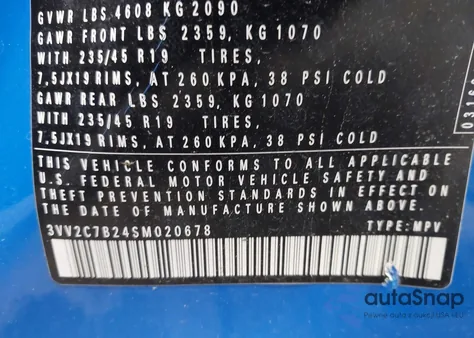 GVWR LBS 4608 KG 2090
GAWR FRONT LBS 2359, KG 1070
WITH 235/45 R19 TIRES,
7,5JX19 RIMS, AT 260 KPA, 38 PSI COLD
GAWR REAR LBS 2359, KG 1070
WITH 235/45 R19 TIRES,
7,5JX19 RIMS, AT 260 KPA, 38 PSI COLD
THIS VEHICLE CONFORMS TO ALL APPLICABLE
U.S. FEDERAL MOTOR VEHICLE SAFETY AND
THEFT PREVENTION STANDARDS IN EFFECT ON
THE DATE OF MANUFACTURE SHOWN ABOVE.
3VV2C7B24SM020678 TYPE:MPV
autaSnap